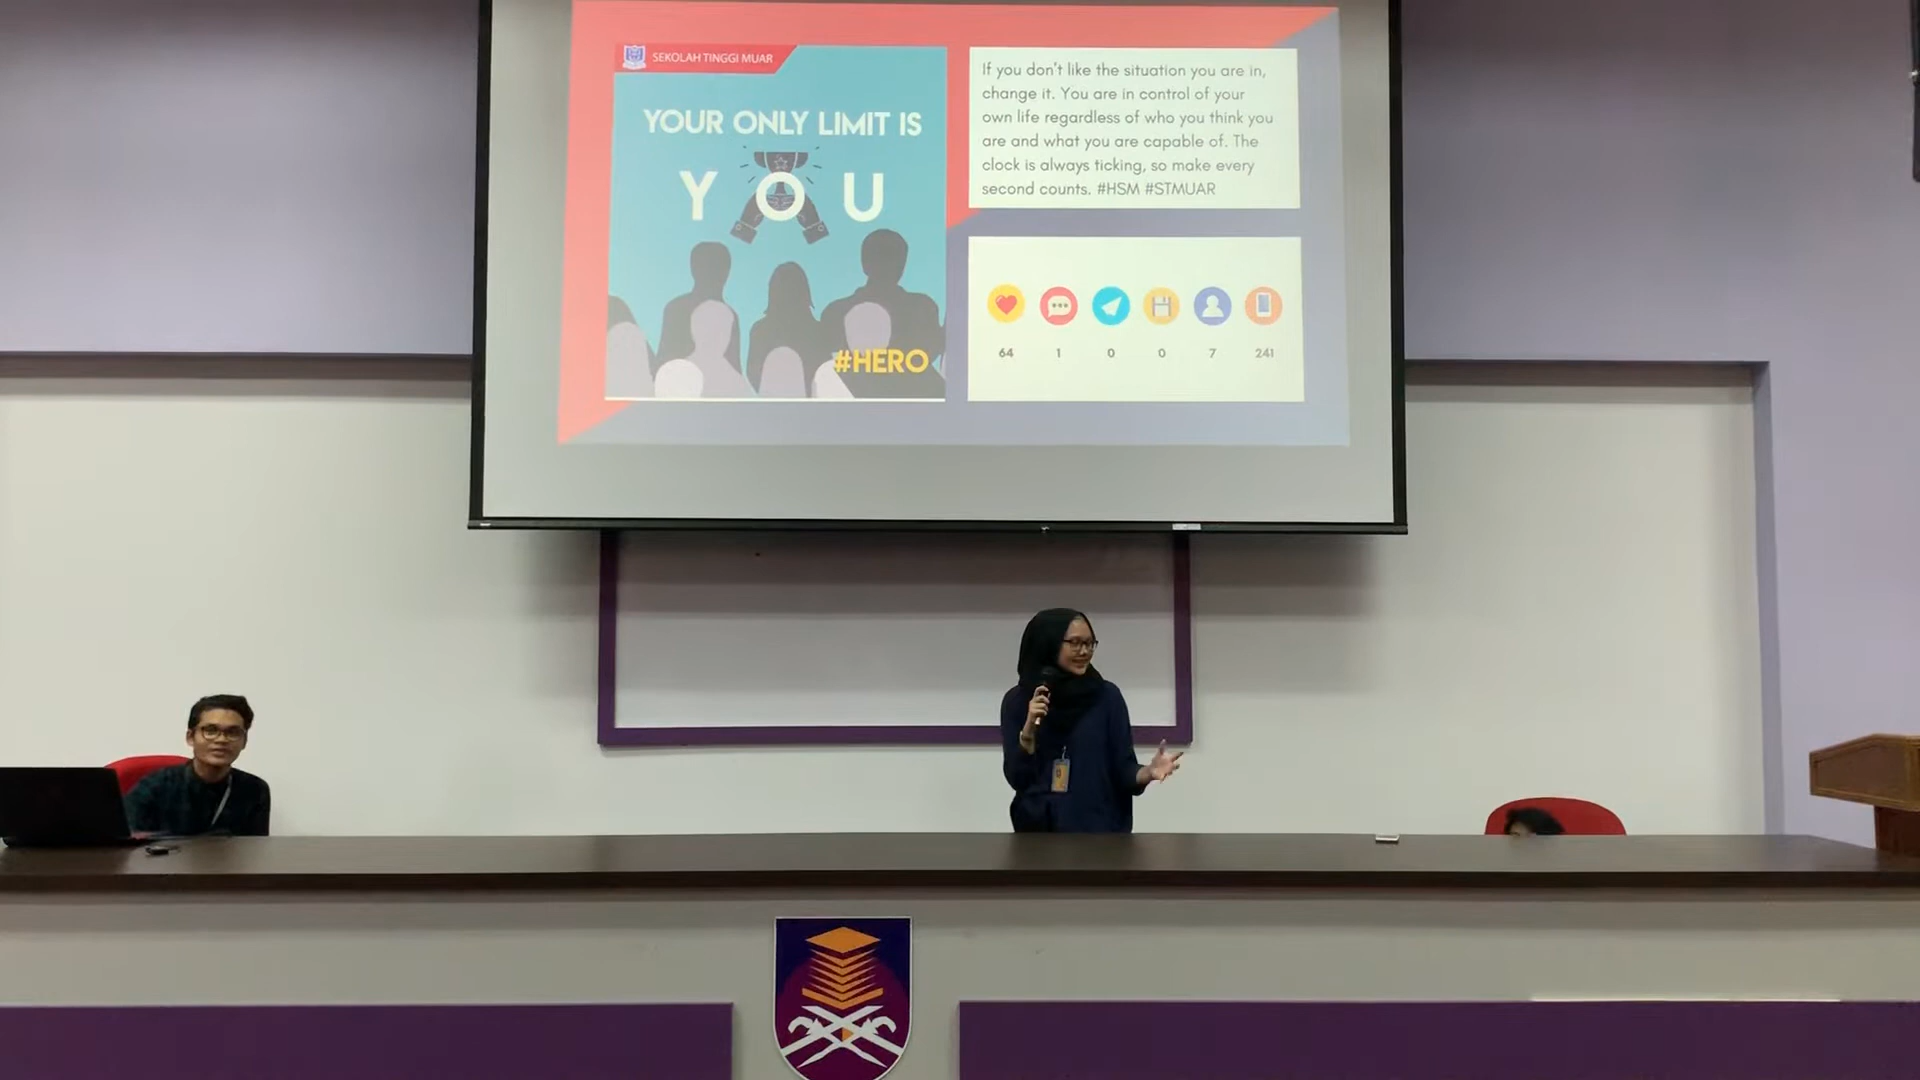 SEKOLAH TINGGI MUAR
YOUR ONLY LIMIT IS
YOU
#HERO
If you don't like the situation you are in,
change it. You are in control of your
own life regardless of who you think you
are and what you are capable of. The
clock is always ticking, so make every
second counts. #HSM #STMUAR
64 1 0 0 7 241